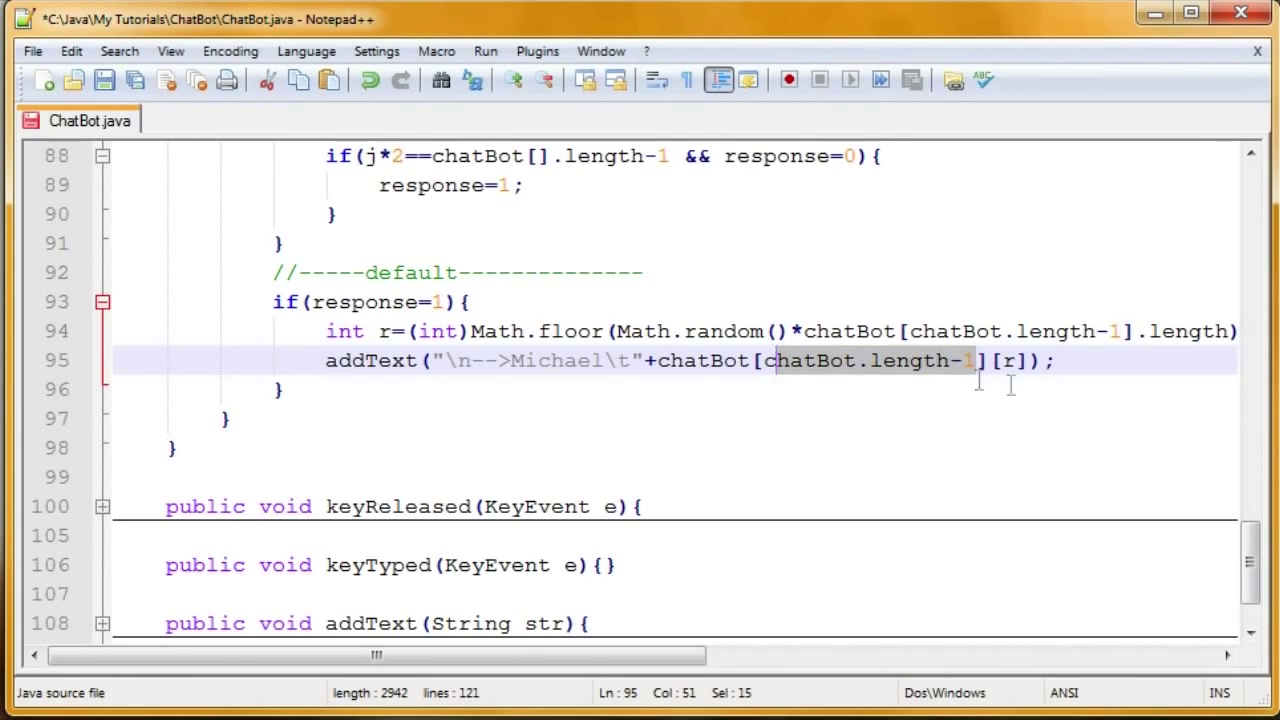 *C:\Java\My Tutorials\ChatBot\ChatBot.java - Notepad++
File Edit Search View Encoding Language Settings Macro Run Plugins Window ? X
ABC
ChatBot.java
88 if(j*2==chatBot[].length-1 && response=0){
89 response=1;
90 }
91 }
92 //-----default--------------
93 if(response=1){
94 int r=(int)Math.floor(Math.random()*chatBot[chatBot.length-1].length)
95 addText("\n-->Michael\t"+chatBot[chatBot.length-1][r]);
96 }
97 }
98 }
99
100 public void keyReleased(KeyEvent e){
105
106 public void keyTyped(KeyEvent e){}
107
108 public void addText(String str){
Java source file length : 2942 lines : 121 Ln : 95 Col : 51 Sel : 15 Dos\Windows ANSI INS